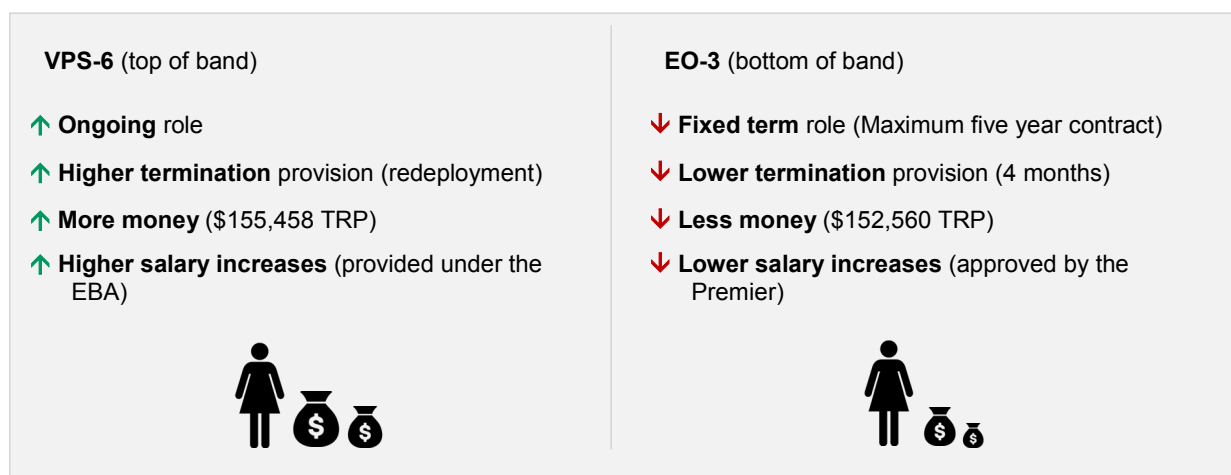 VPS-6 (top of band)
↑ Ongoing role
↑ Higher termination provision (redeployment)
↑ More money ($155,458 TRP)
↑ Higher salary increases (provided under the
EBA)
$ $
EO-3 (bottom of band)
↓ Fixed term role (Maximum five year contract)
↓ Lower termination provision (4 months)
↓ Less money ($152,560 TRP)
↓ Lower salary increases (approved by the
Premier)
$ $